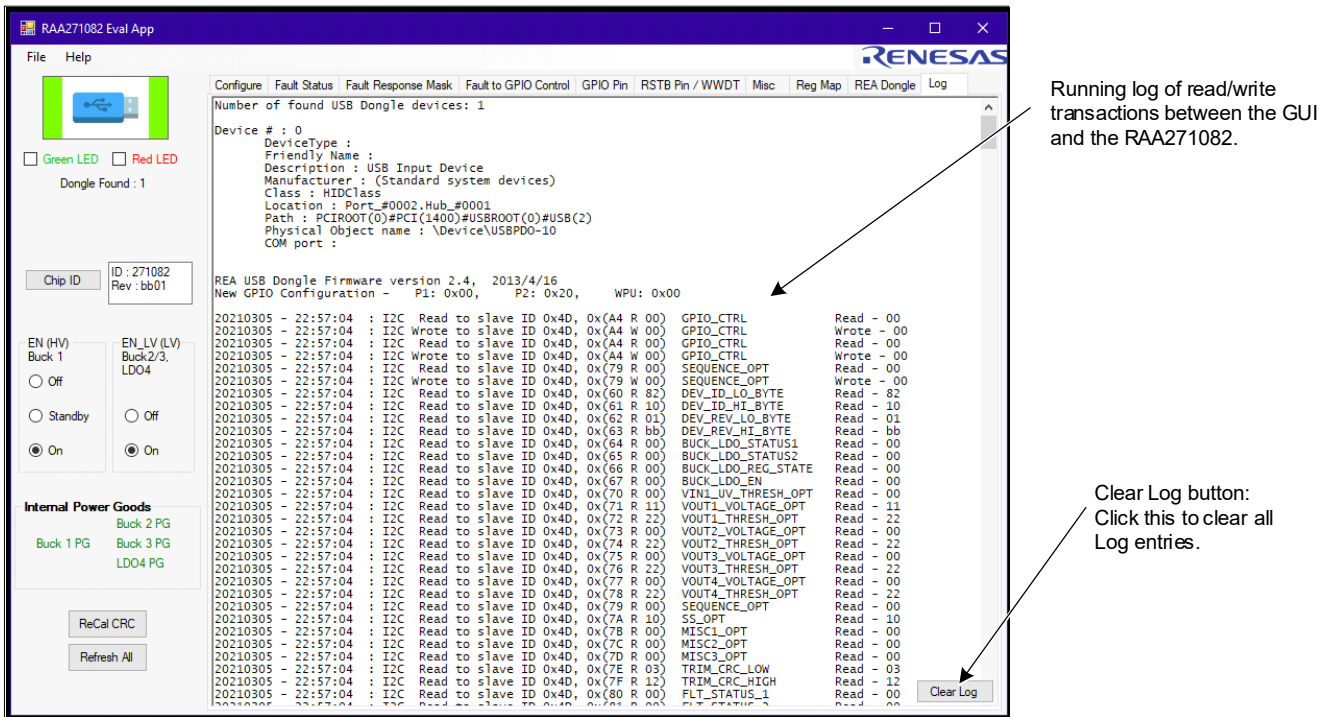 RAA271082 Eval App
File Help
RENESAS
Configure Fault Status Fault Response Mask Fault to GPIO Control GPIO Pin RSTB Pin / WWDT Misc Reg Map REA Dongle Log
Green LED Red LED
Dongle Found : 1
Chip ID
ID : 271082
Rev : bb01
EN (HV)
Buck 1
Off
Standby
On
EN_LV (LV)
Buck2/3,
LDO4
Off
On
Internal Power Goods
Buck 2 PG
Buck 1 PG Buck 3 PG
LDO4 PG
ReCal CRC
Refresh All
Number of found USB Dongle devices: 1
Device # : 0
DeviceType :
Friendly Name :
Description : USB Input Device
Manufacturer : (Standard system devices)
Class : HIDClass
Location : Port_#0002.Hub_#0001
Path : PCIROOT(0)#PCI(1400)#USBROOT(0)#USB(2)
Physical Object name : \Device\USBPDO-10
COM port :
REA USB Dongle Firmware version 2.4, 2013/4/16
New GPIO Configuration - P1: 0x00, P2: 0x20, WPU: 0x00
20210305 - 22:57:04 : I2C Read to slave ID 0x4D, 0x(A4 R 00) GPIO_CTRL Read - 00
20210305 - 22:57:04 : I2C Wrote to slave ID 0x4D, 0x(A4 W 00) GPIO_CTRL Wrote - 00
20210305 - 22:57:04 : I2C Read to slave ID 0x4D, 0x(A4 R 00) GPIO_CTRL Read - 00
20210305 - 22:57:04 : I2C Wrote to slave ID 0x4D, 0x(A4 W 00) GPIO_CTRL Wrote - 00
20210305 - 22:57:04 : I2C Read to slave ID 0x4D, 0x(79 R 00) SEQUENCE_OPT Read - 00
20210305 - 22:57:04 : I2C Wrote to slave ID 0x4D, 0x(79 W 00) SEQUENCE_OPT Wrote - 00
20210305 - 22:57:04 : I2C Read to slave ID 0x4D, 0x(60 R 82) DEV_ID_LO_BYTE Read - 82
20210305 - 22:57:04 : I2C Read to slave ID 0x4D, 0x(61 R 10) DEV_ID_HI_BYTE Read - 10
20210305 - 22:57:04 : I2C Read to slave ID 0x4D, 0x(62 R 01) DEV_REV_LO_BYTE Read - 01
20210305 - 22:57:04 : I2C Read to slave ID 0x4D, 0x(63 R bb) DEV_REV_HI_BYTE Read - bb
20210305 - 22:57:04 : I2C Read to slave ID 0x4D, 0x(64 R 00) BUCK_LDO_STATUS1 Read - 00
20210305 - 22:57:04 : I2C Read to slave ID 0x4D, 0x(65 R 00) BUCK_LDO_STATUS2 Read - 00
20210305 - 22:57:04 : I2C Read to slave ID 0x4D, 0x(66 R 00) BUCK_LDO_REG_STATE Read - 00
20210305 - 22:57:04 : I2C Read to slave ID 0x4D, 0x(67 R 00) BUCK_LDO_EN Read - 00
20210305 - 22:57:04 : I2C Read to slave ID 0x4D, 0x(70 R 00) VIN1_UV_THRESH_OPT Read - 00
20210305 - 22:57:04 : I2C Read to slave ID 0x4D, 0x(71 R 11) VOUT1_VOLTAGE_OPT Read - 11
20210305 - 22:57:04 : I2C Read to slave ID 0x4D, 0x(72 R 22) VOUT1_THRESH_OPT Read - 22
20210305 - 22:57:04 : I2C Read to slave ID 0x4D, 0x(73 R 00) VOUT2_VOLTAGE_OPT Read - 00
20210305 - 22:57:04 : I2C Read to slave ID 0x4D, 0x(74 R 22) VOUT2_THRESH_OPT Read - 22
20210305 - 22:57:04 : I2C Read to slave ID 0x4D, 0x(75 R 00) VOUT3_VOLTAGE_OPT Read - 00
20210305 - 22:57:04 : I2C Read to slave ID 0x4D, 0x(76 R 22) VOUT3_THRESH_OPT Read - 22
20210305 - 22:57:04 : I2C Read to slave ID 0x4D, 0x(77 R 00) VOUT4_VOLTAGE_OPT Read - 00
20210305 - 22:57:04 : I2C Read to slave ID 0x4D, 0x(78 R 22) VOUT4_THRESH_OPT Read - 22
20210305 - 22:57:04 : I2C Read to slave ID 0x4D, 0x(79 R 00) SEQUENCE_OPT Read - 00
20210305 - 22:57:04 : I2C Read to slave ID 0x4D, 0x(7A R 10) SS_OPT Read - 10
20210305 - 22:57:04 : I2C Read to slave ID 0x4D, 0x(7B R 00) MISC1_OPT Read - 00
20210305 - 22:57:04 : I2C Read to slave ID 0x4D, 0x(7C R 00) MISC2_OPT Read - 00
20210305 - 22:57:04 : I2C Read to slave ID 0x4D, 0x(7D R 00) MISC3_OPT Read - 00
20210305 - 22:57:04 : I2C Read to slave ID 0x4D, 0x(7E R 03) TRIM_CRC_LOW Read - 03
20210305 - 22:57:04 : I2C Read to slave ID 0x4D, 0x(7F R 12) TRIM_CRC_HIGH Read - 12
20210305 - 22:57:04 : I2C Read to slave ID 0x4D, 0x(80 R 00) FLT_STATUS_1 Read - 00
Clear Log
Running log of read/write
transactions between the GUI
and the RAA271082.
Clear Log button:
Click this to clear all
Log entries.